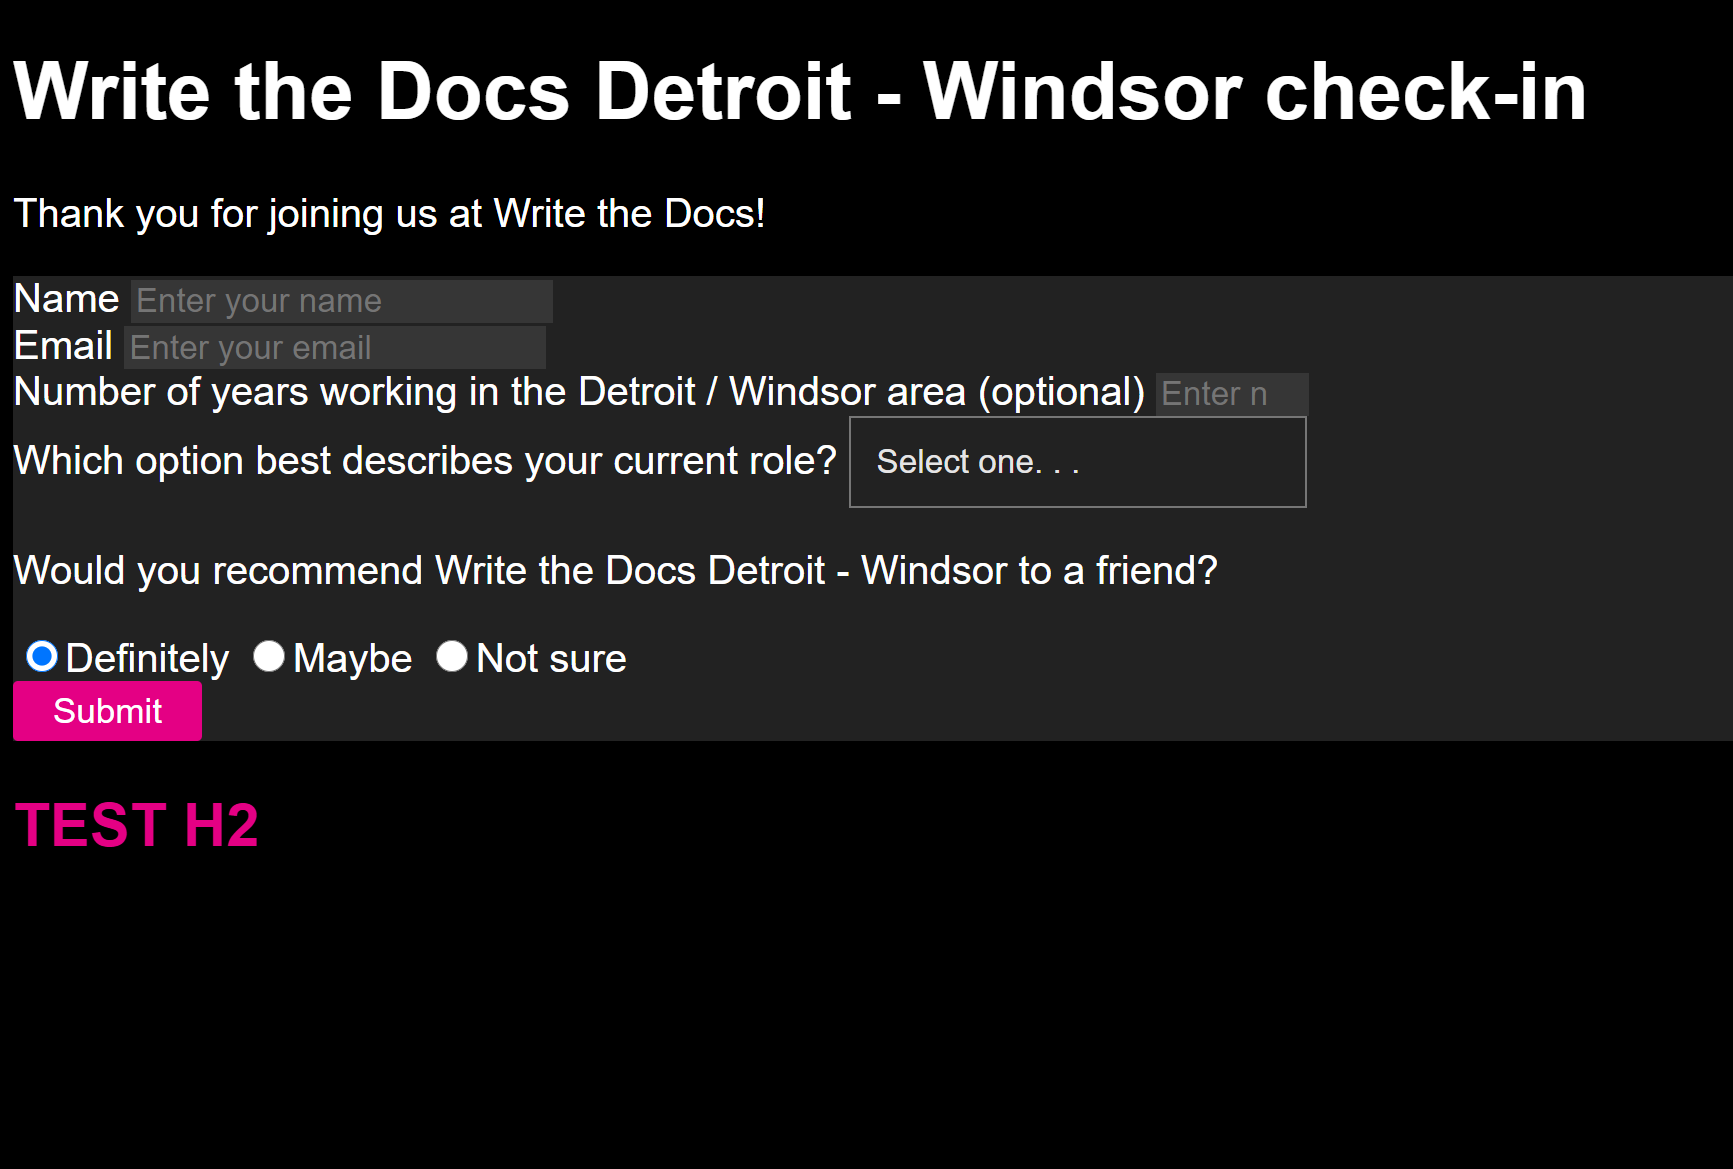 Write the Docs Detroit - Windsor check-in
Thank you for joining us at Write the Docs!
Name Enter your name
Email Enter your email
Number of years working in the Detroit / Windsor area (optional) Enter n
Which option best describes your current role? Select one. . .
Would you recommend Write the Docs Detroit - Windsor to a friend?
Definitely Maybe Not sure
Submit
TEST H2